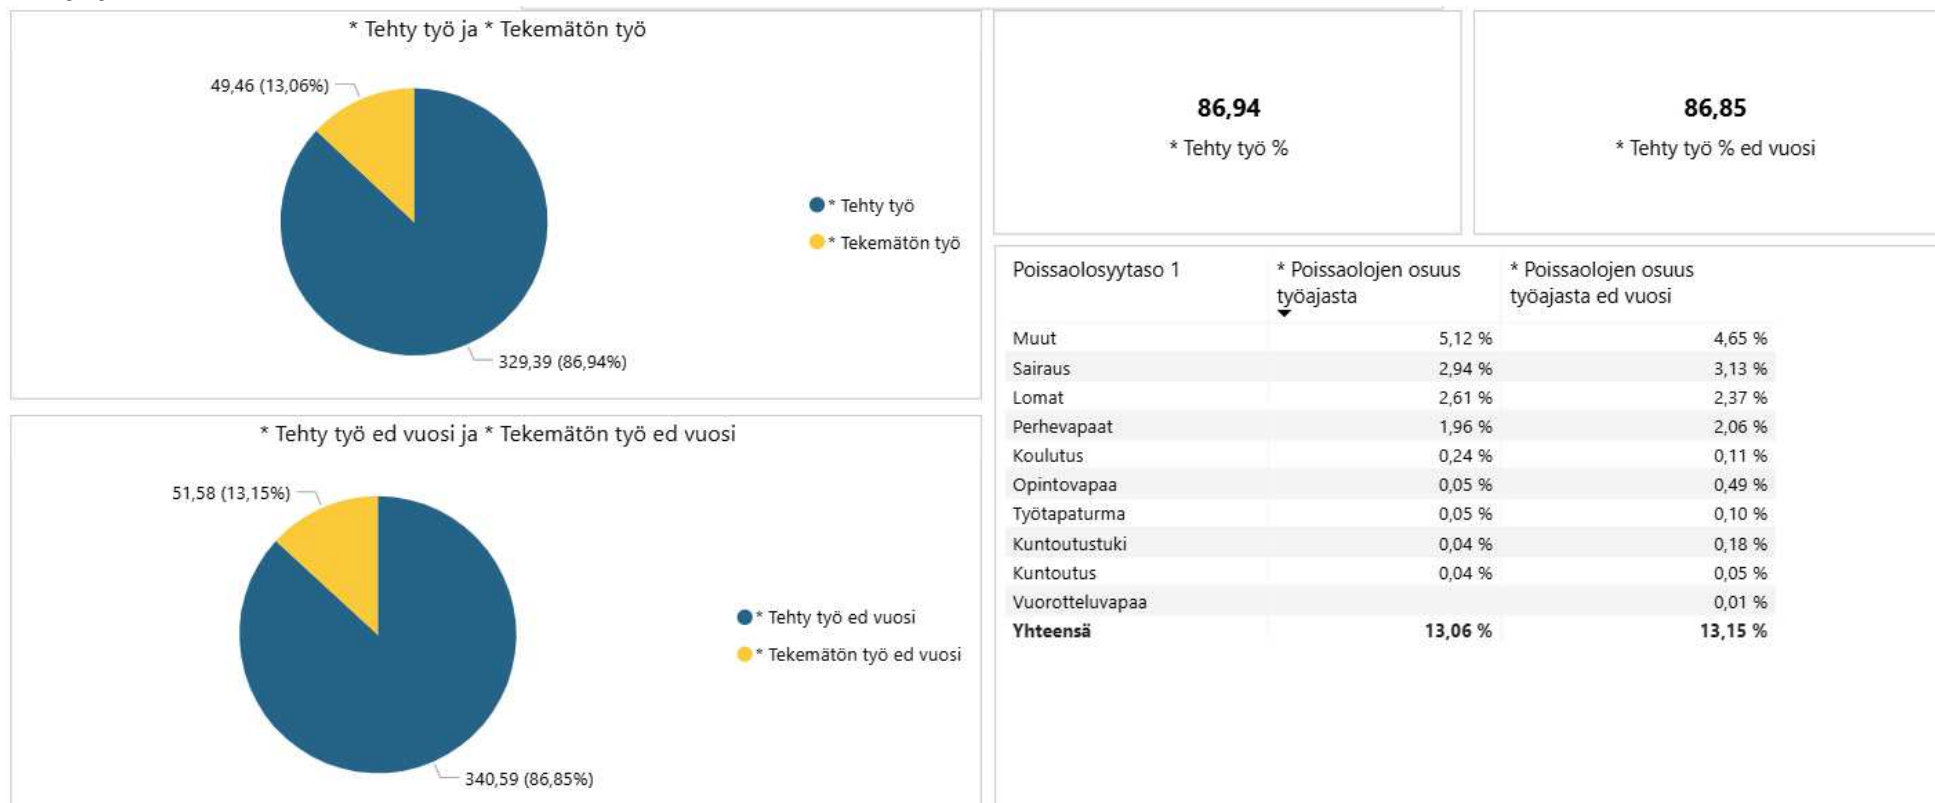 * Tehty työ ja * Tekemätön työ
49,46 (13,06%)
329,39 (86,94%)
* Tehty työ
* Tekemätön työ
* Tehty työ ed vuosi ja * Tekemätön työ ed vuosi
51,58 (13,15%)
340,59 (86,85%)
* Tehty työ ed vuosi
* Tekemätön työ ed vuosi
86,94
* Tehty työ %
86,85
* Tehty työ % ed vuosi
Poissaolosyytaso 1 * Poissaolojen osuus * Poissaolojen osuus
työajasta työajasta ed vuosi
Muut 5,12 % 4,65 %
Sairaus 2,94 % 3,13 %
Lomat 2,61 % 2,37 %
Perhevapaat 1,96 % 2,06 %
Koulutus 0,24 % 0,11 %
Opintovapaa 0,05 % 0,49 %
Työtapaturma 0,05 % 0,10 %
Kuntoutustuki 0,04 % 0,18 %
Kuntoutus 0,04 % 0,05 %
Vuorotteluvapaa 0,01 %
Yhteensä 13,06 % 13,15 %